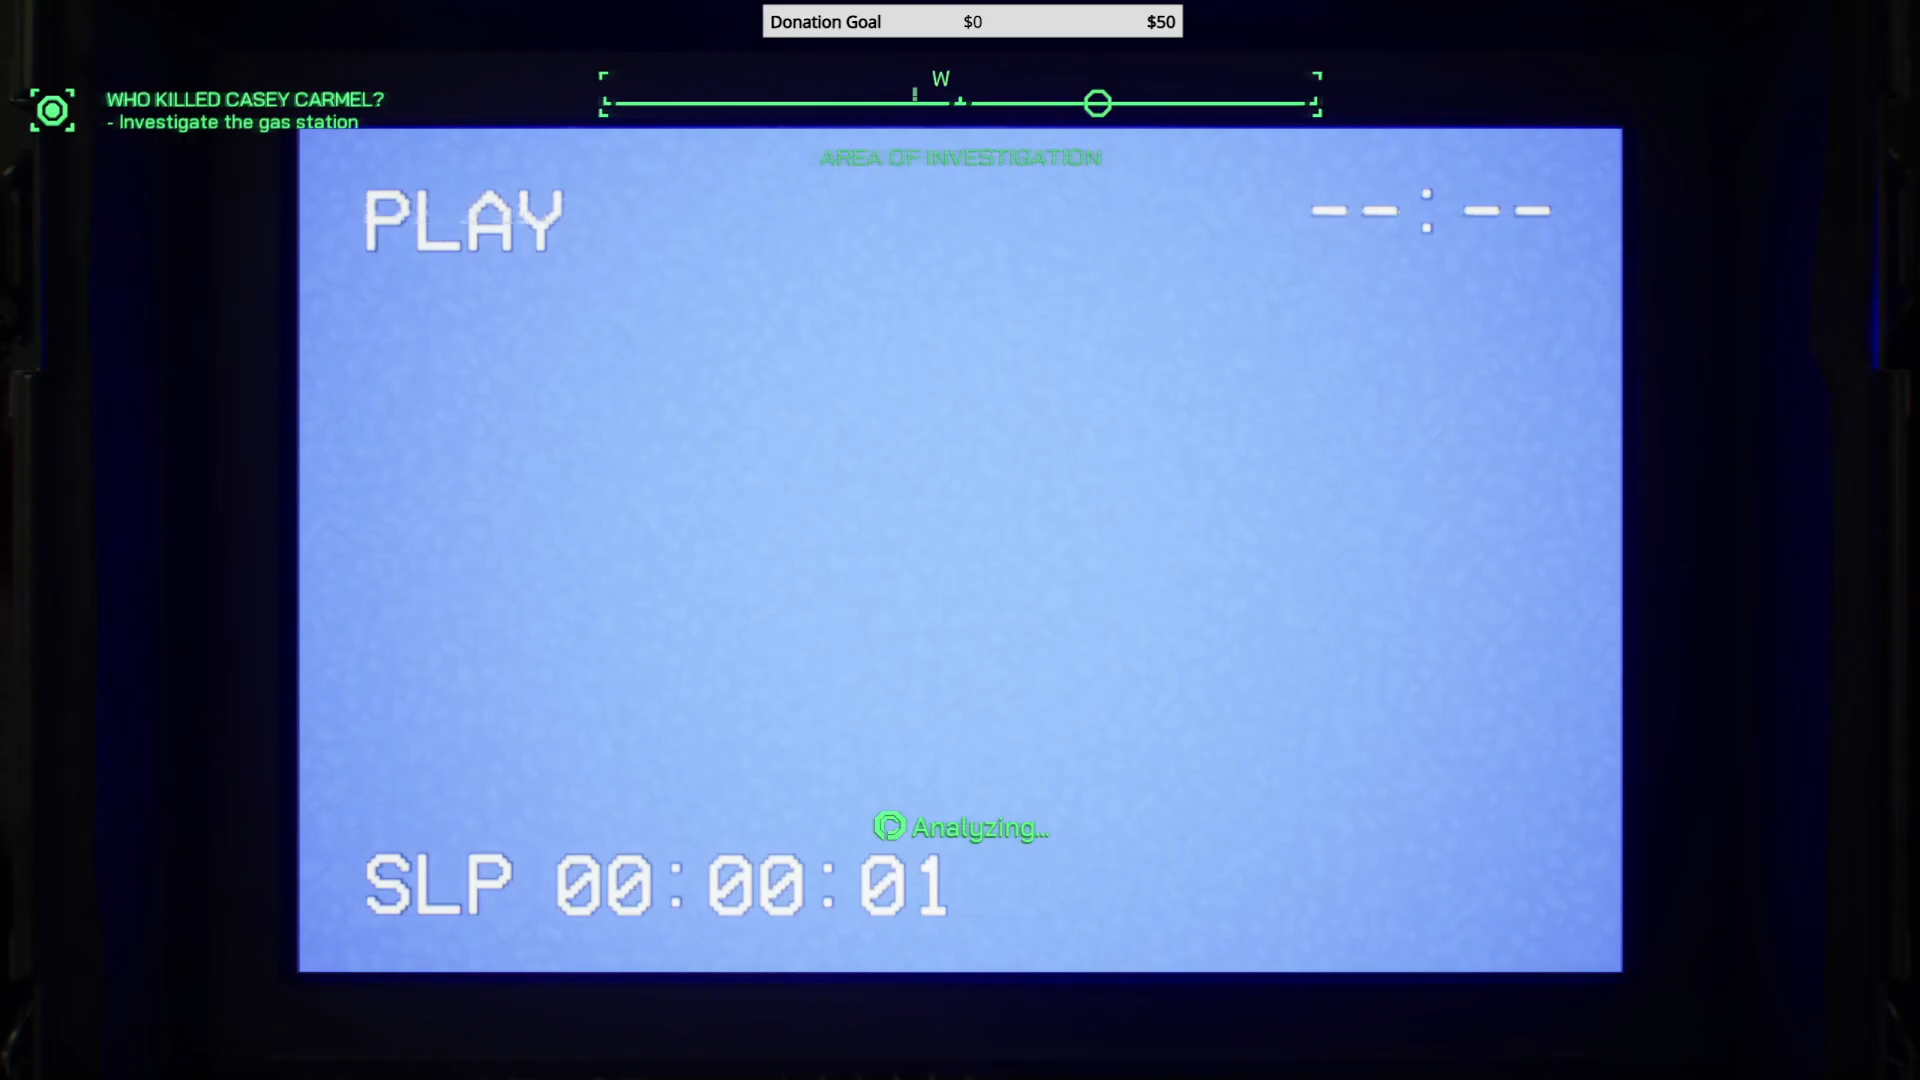 Donation Goal $0 $50
W
WHO KILLED CASEY CARMEL?
- Investigate the gas station
AREA OF INVESTIGATION
PLAY --:--
Analyzing...
SLP 00:00:01